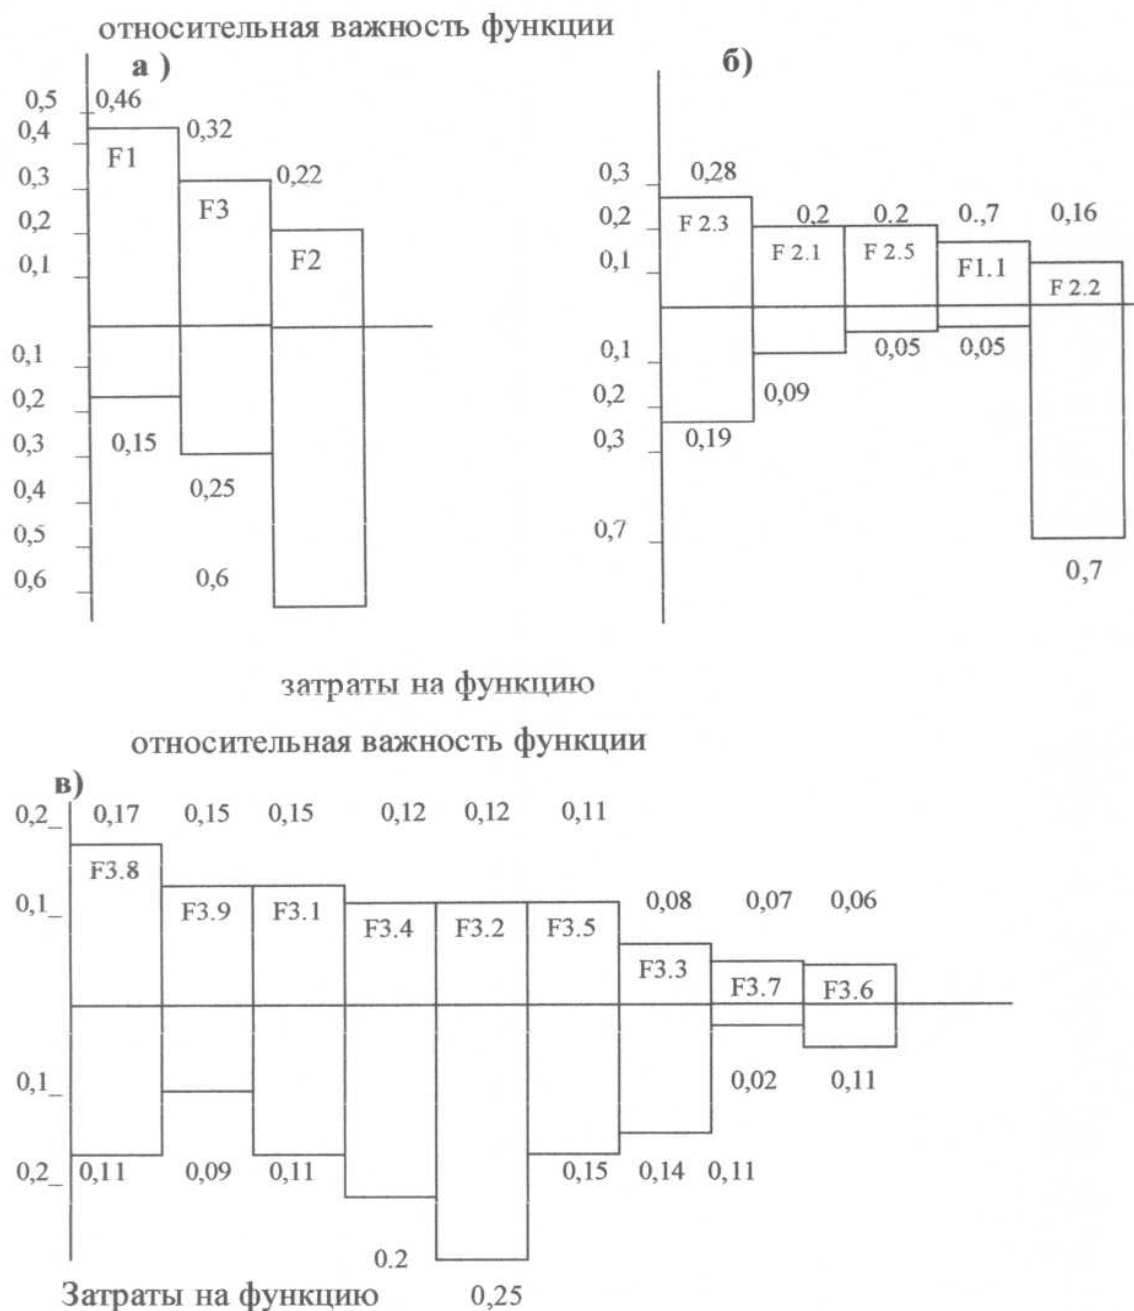 относительная важность функции
а )
0,5 0,46
0,4 0,32
F1
0,3 0,22
F3
0,2
F2
0,1
0,1
0,2
0,3 0,15
0,4 0,25
0,5
0,6 0,6
б)
0,3 0,28
0,2 0,2 0.2 0.,7 0,16
F 2.3
F 2.1 F 2.5
0,1 F1.1
F 2.2
0,1 0,05 0,05
0,2 0,09
0,3 0,19
0,7
0,7
затраты на функцию
относительная важность функции
в)
0,2_ 0,17 0,15 0,15 0,12 0,12 0,11
F3.8
0,1_ F3.9 F3.1 0,08 0,07 0,06
F3.4 F3.2 F3.5
F3.3
F3.7 F3.6
0,1_ 0,02 0,11
0,2_ 0,11 0,09 0,11 0,15 0,14 0,11
0.2
Затраты на функцию 0,25